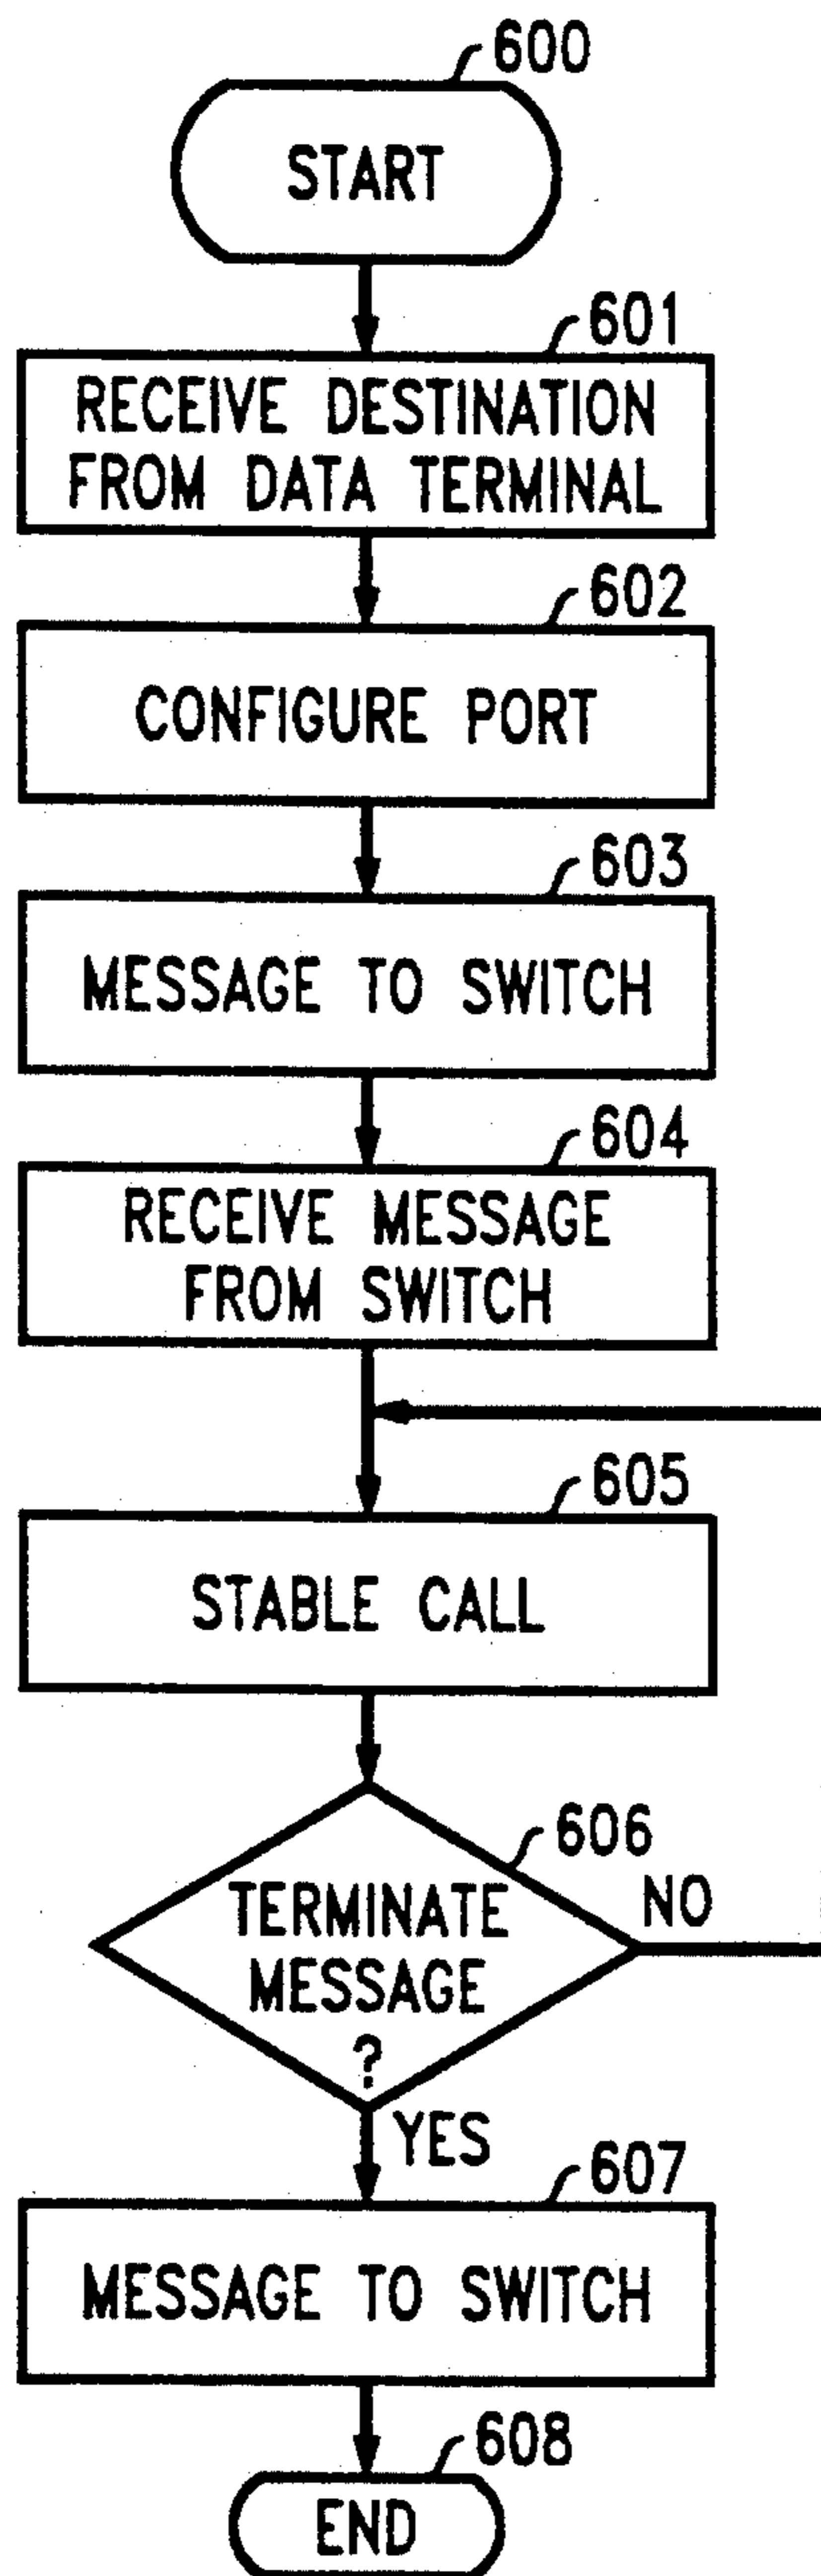 600
START
601
RECEIVE DESTINATION
FROM DATA TERMINAL
602
CONFIGURE PORT
603
MESSAGE TO SWITCH
604
RECEIVE MESSAGE
FROM SWITCH
605
STABLE CALL
606
TERMINATE
MESSAGE
?
NO
YES
607
MESSAGE TO SWITCH
608
END